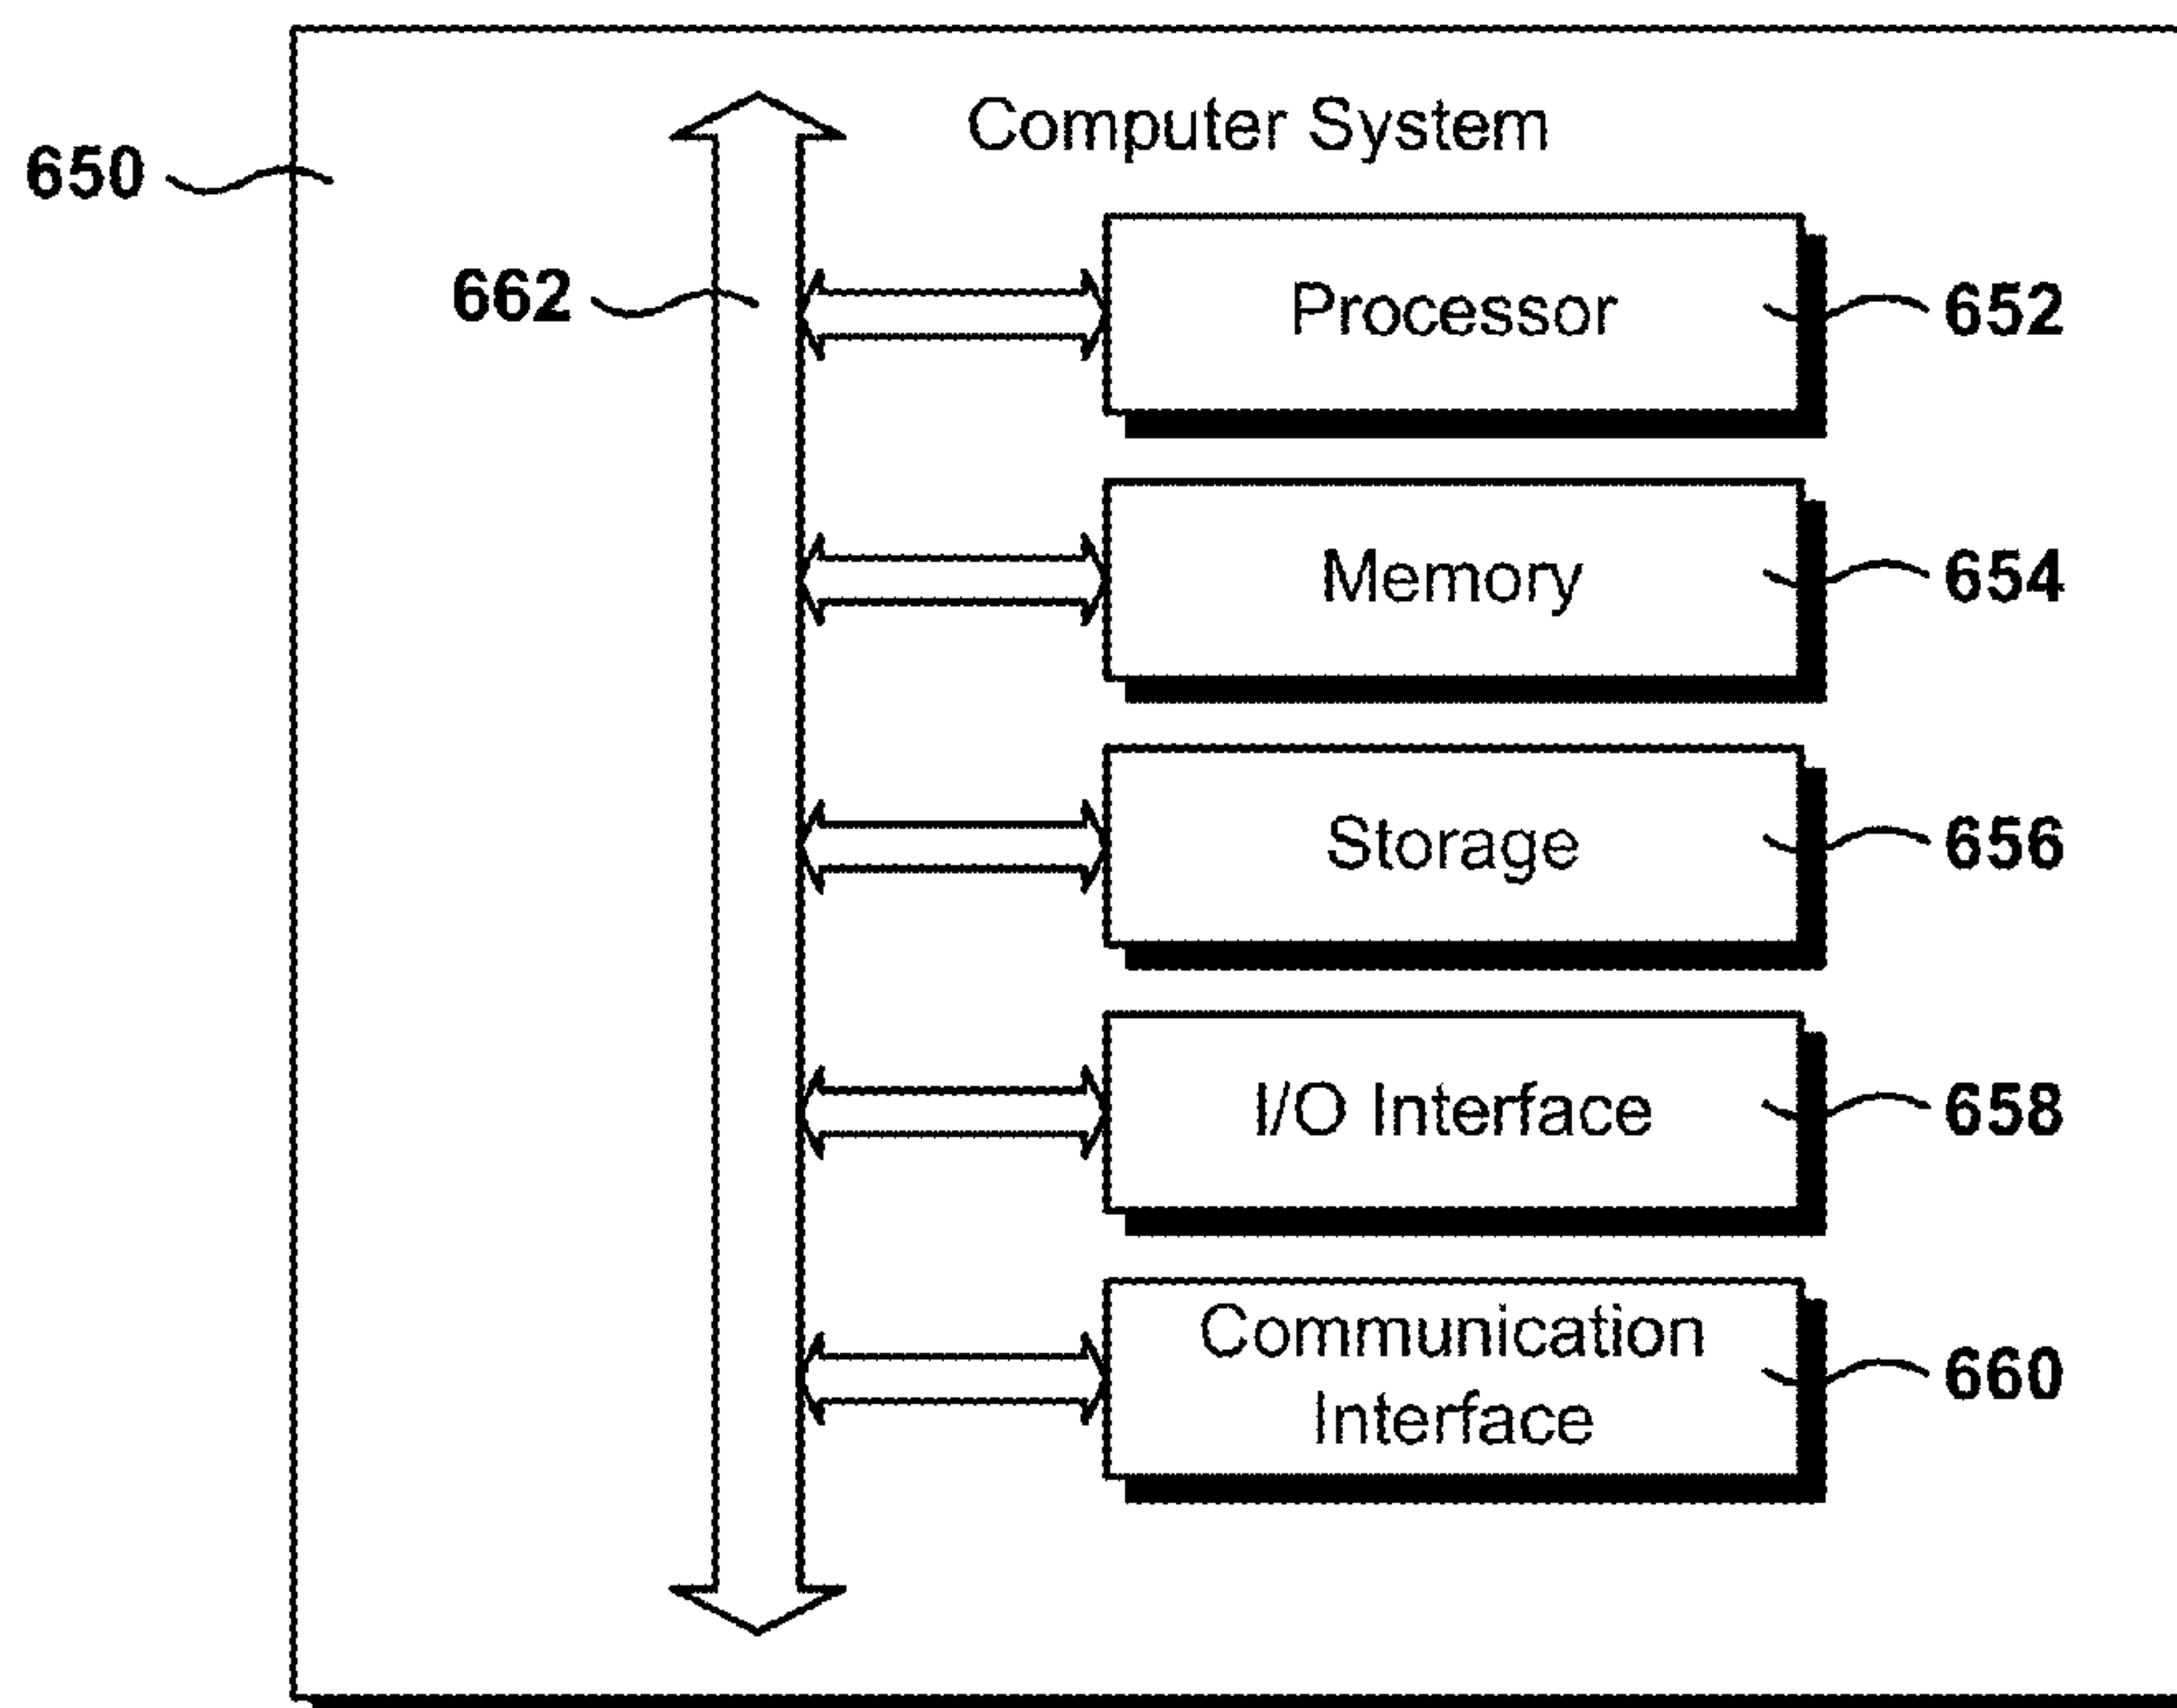 Computer System
650
662
Processor
652
Memory
654
Storage
656
I/O Interface
658
Communication
Interface
660